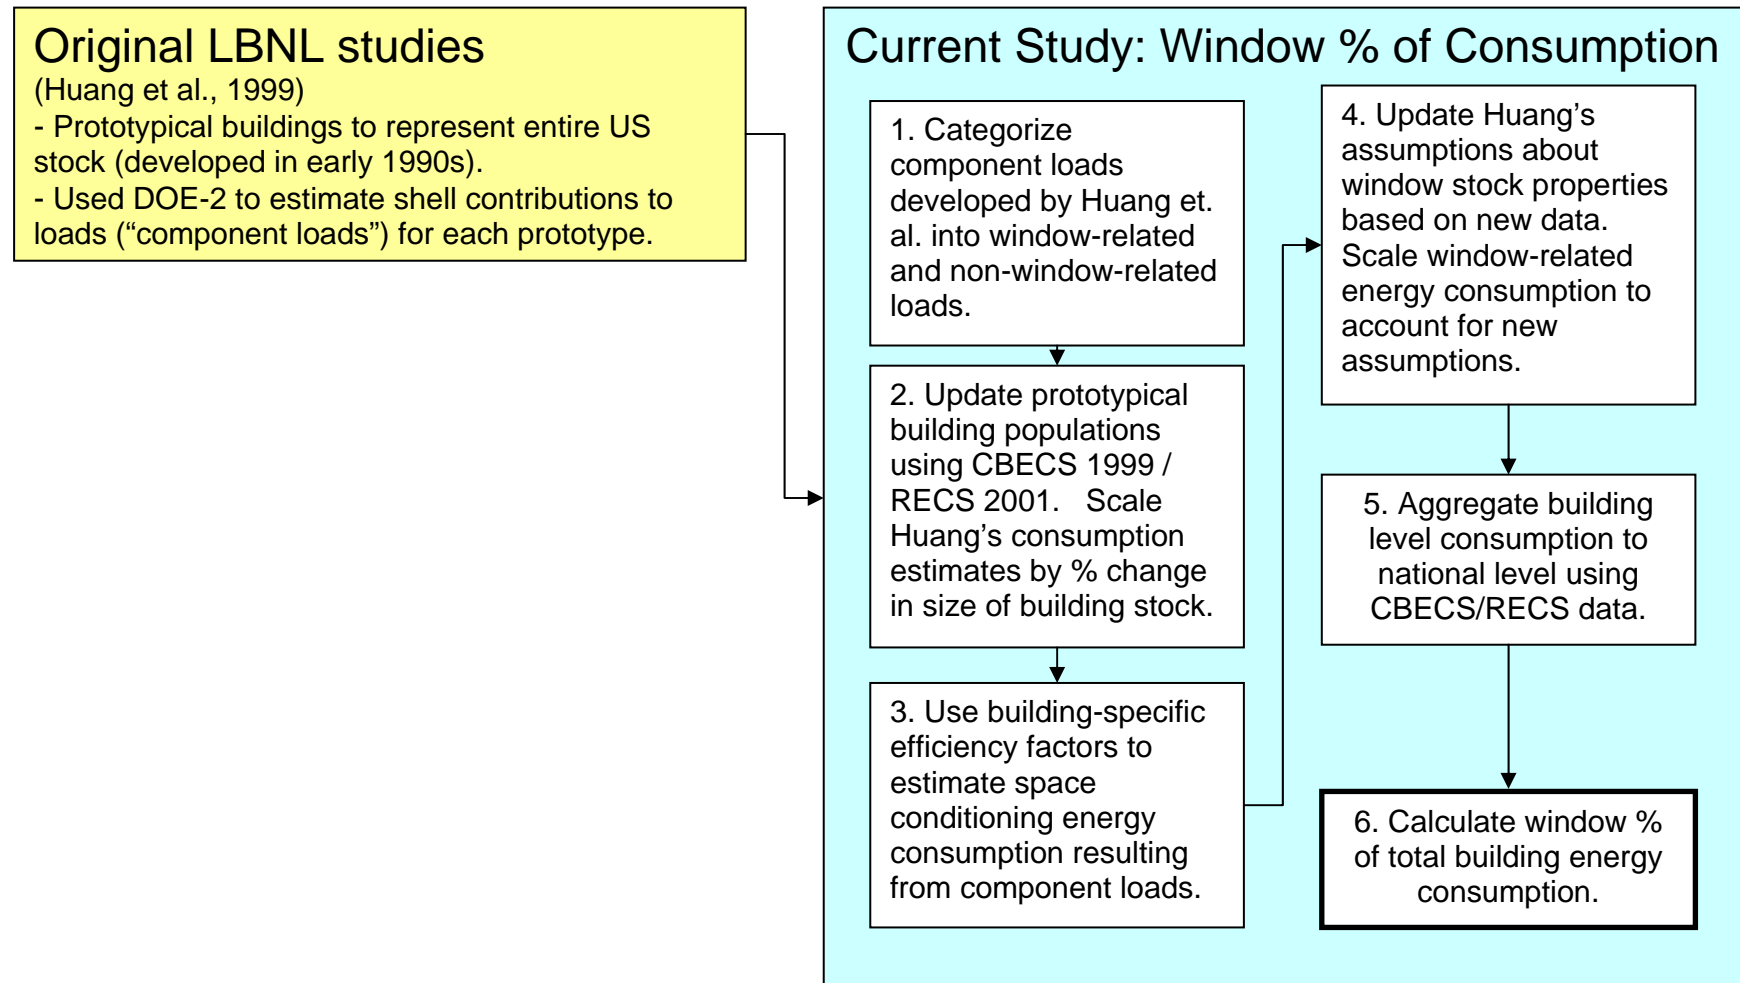 Original LBNL studies
(Huang et al., 1999)
- Prototypical buildings to represent entire US
stock (developed in early 1990s).
- Used DOE-2 to estimate shell contributions to
loads (“component loads”) for each prototype.
Current Study: Window % of Consumption
1. Categorize
component loads
developed by Huang et.
al. into window-related
and non-window-related
loads.
2. Update prototypical
building populations
using CBECS 1999 /
RECS 2001.   Scale
Huang’s consumption
estimates by % change
in size of building stock.
3. Use building-specific
efficiency factors to
estimate space
conditioning energy
consumption resulting
from component loads.
4. Update Huang’s
assumptions about
window stock properties
based on new data.
Scale window-related
energy consumption to
account for new
assumptions.
5. Aggregate building
level consumption to
national level using
CBECS/RECS data.
6. Calculate window %
of total building energy
consumption.